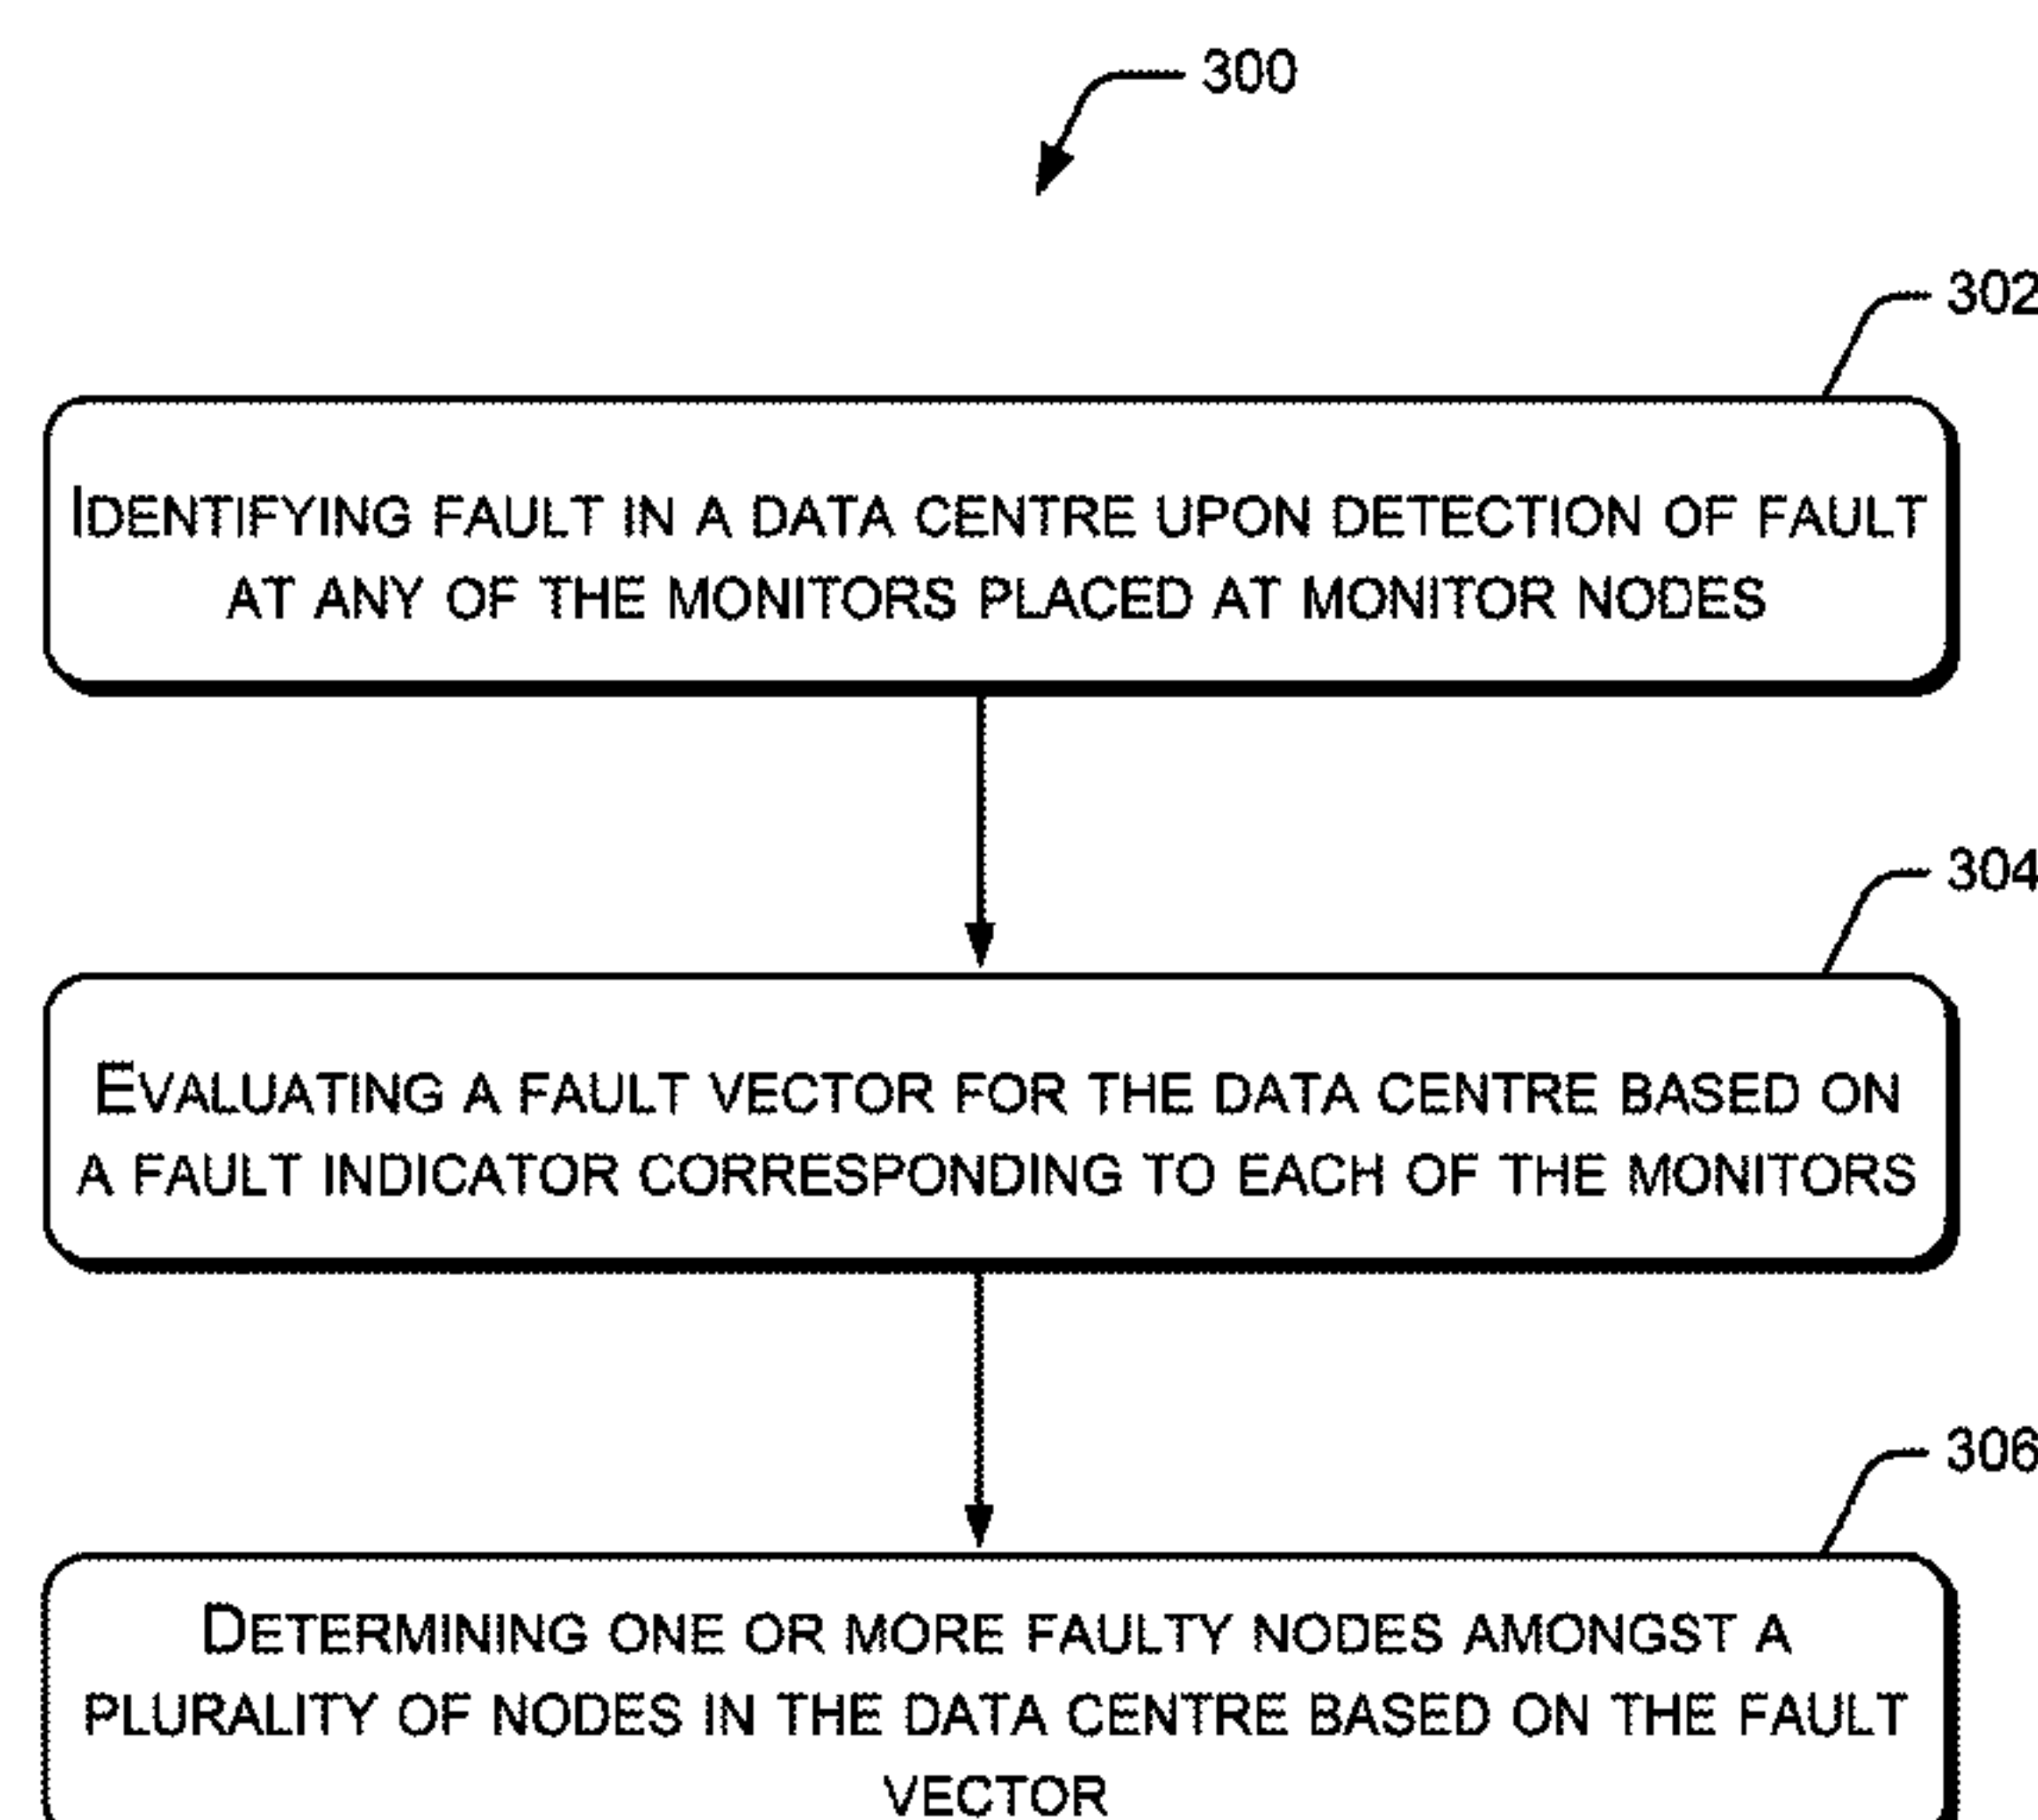 300
302
IDENTIFYING FAULT IN A DATA CENTRE UPON DETECTION OF FAULT
AT ANY OF THE MONITORS PLACED AT MONITOR NODES
304
EVALUATING A FAULT VECTOR FOR THE DATA CENTRE BASED ON
A FAULT INDICATOR CORRESPONDING TO EACH OF THE MONITORS
306
DETERMINING ONE OR MORE FAULTY NODES AMONGST A
PLURALITY OF NODES IN THE DATA CENTRE BASED ON THE FAULT
VECTOR